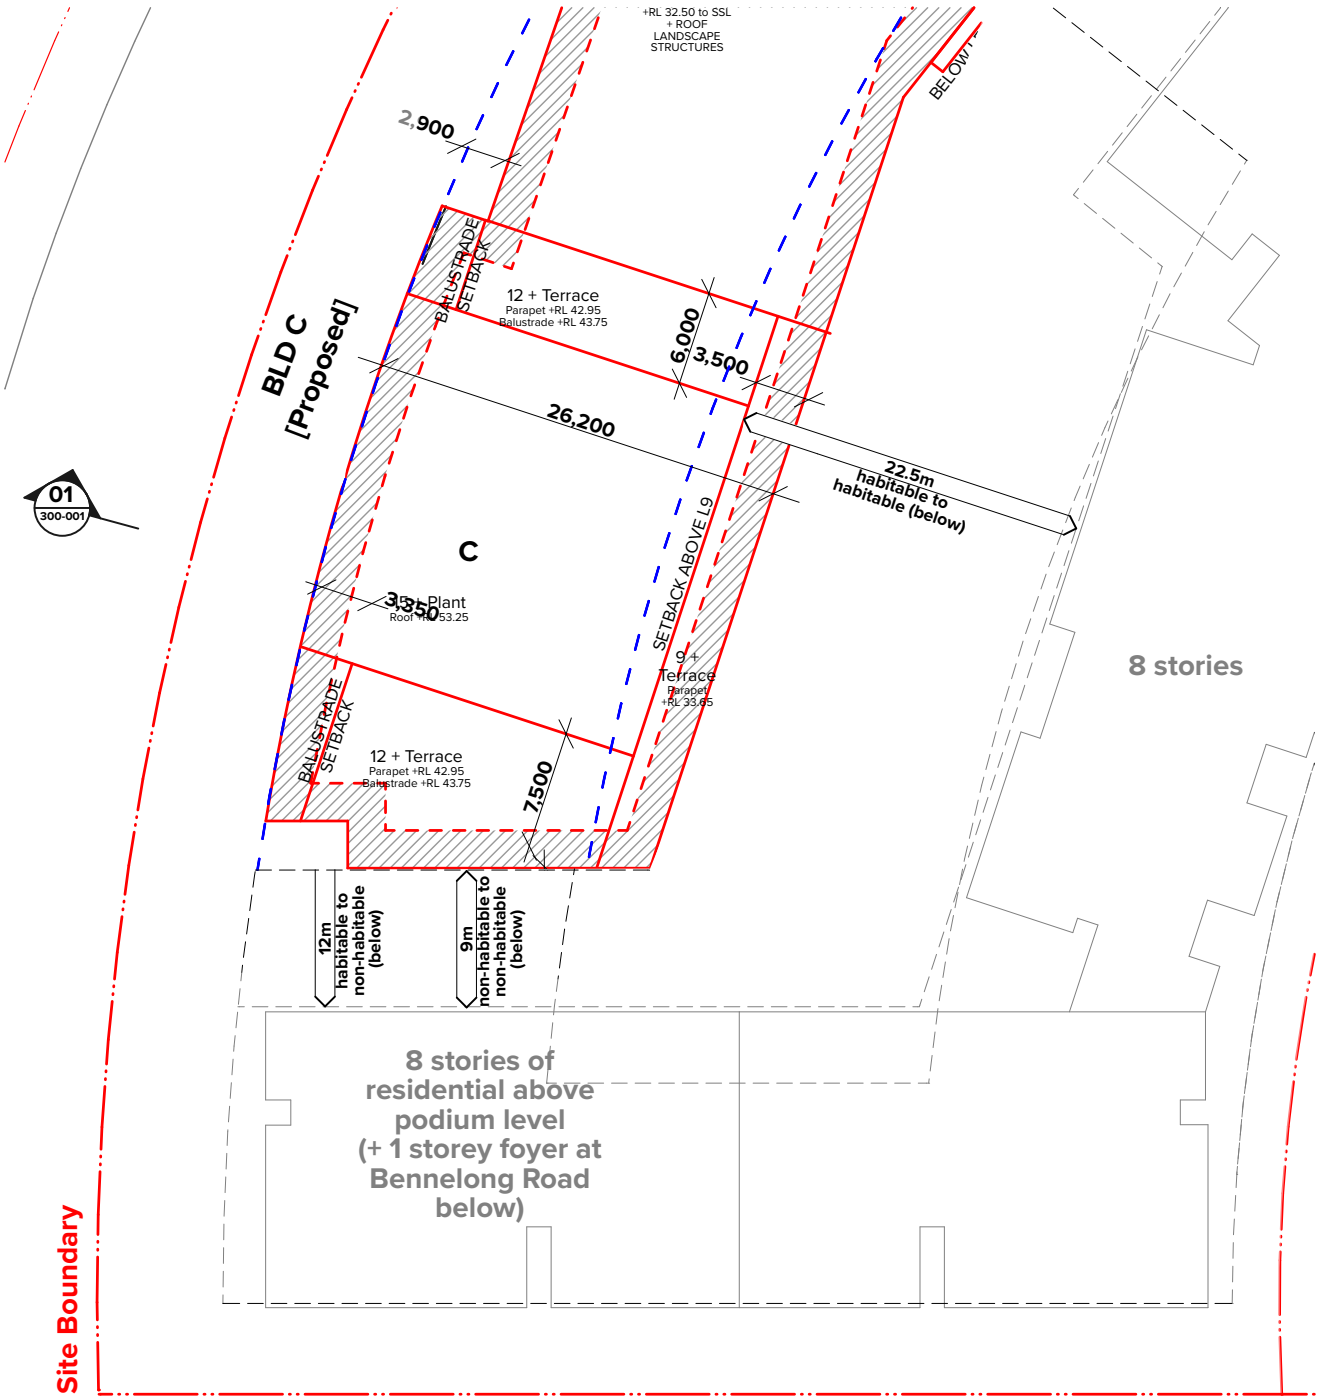 +RL 32.50 to SSL
+ ROOF
LANDSCAPE
STRUCTURES
2,900
BALUSTRADE
SETBACK
12 + Terrace
Parapet +RL 42.95
Balustrade +RL 43.75
6,000
3,500
BLD C
[Proposed]
26,200
22.5m
habitable to
habitable (below)
01
300-001
C
SETBACK ABOVE L9
3,350
15 + Plant
Roof +RL 53.25
9 +
Terrace
Parapet
+RL 33.65
8 stories
BALUSTRADE
SETBACK
12 + Terrace
Parapet +RL 42.95
Balustrade +RL 43.75
7,500
12m
habitable to
non-habitable
(below)
9m
non-habitable to
non-habitable
(below)
8 stories of
residential above
podium level
(+ 1 storey foyer at
Bennelong Road
below)
Site Boundary
BELOW